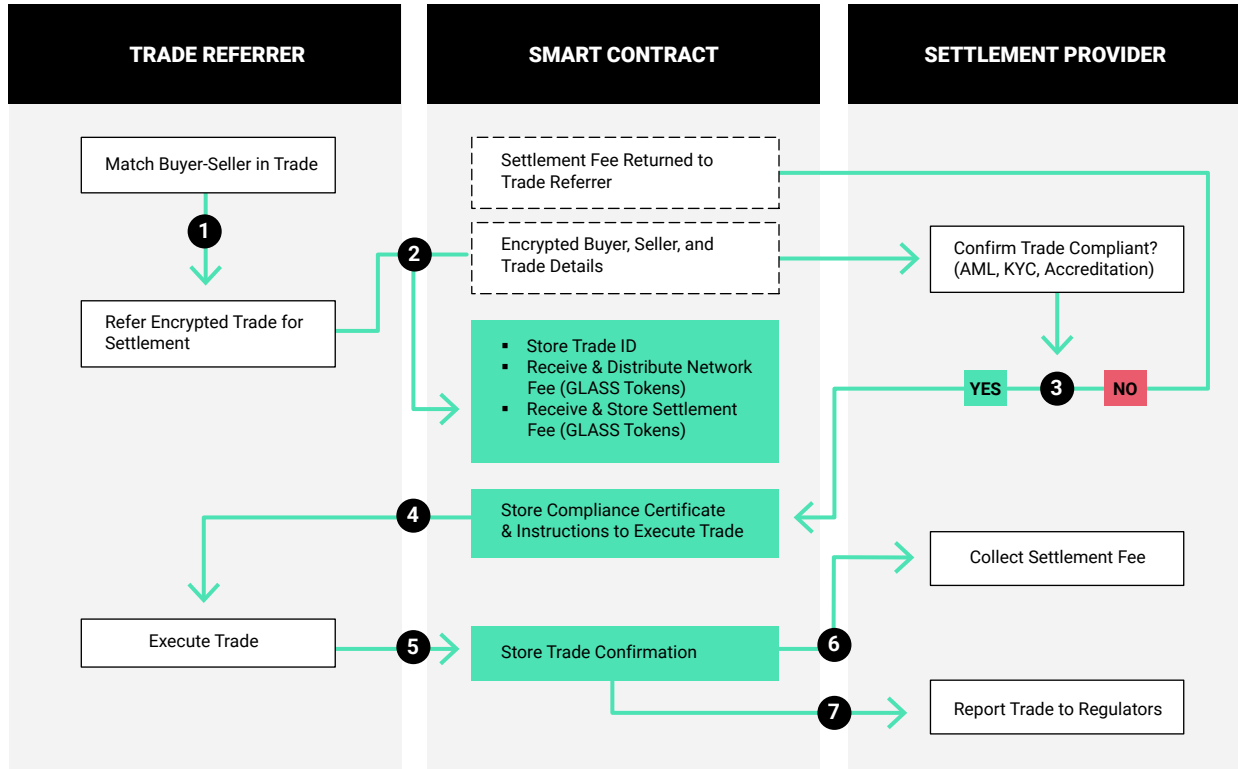 TRADE REFERRER
SMART CONTRACT
SETTLEMENT PROVIDER
Match Buyer-Seller in Trade
1
Refer Encrypted Trade for
Settlement
2
Settlement Fee Returned to
Trade Referrer
Encrypted Buyer, Seller, and
Trade Details
▪ Store Trade ID
▪ Receive & Distribute Network
Fee (GLASS Tokens)
▪ Receive & Store Settlement
Fee (GLASS Tokens)
Confirm Trade Compliant?
(AML, KYC, Accreditation)
YES
3
NO
Store Compliance Certificate
& Instructions to Execute Trade
4
Execute Trade
5
Store Trade Confirmation
6
Collect Settlement Fee
7
Report Trade to Regulators